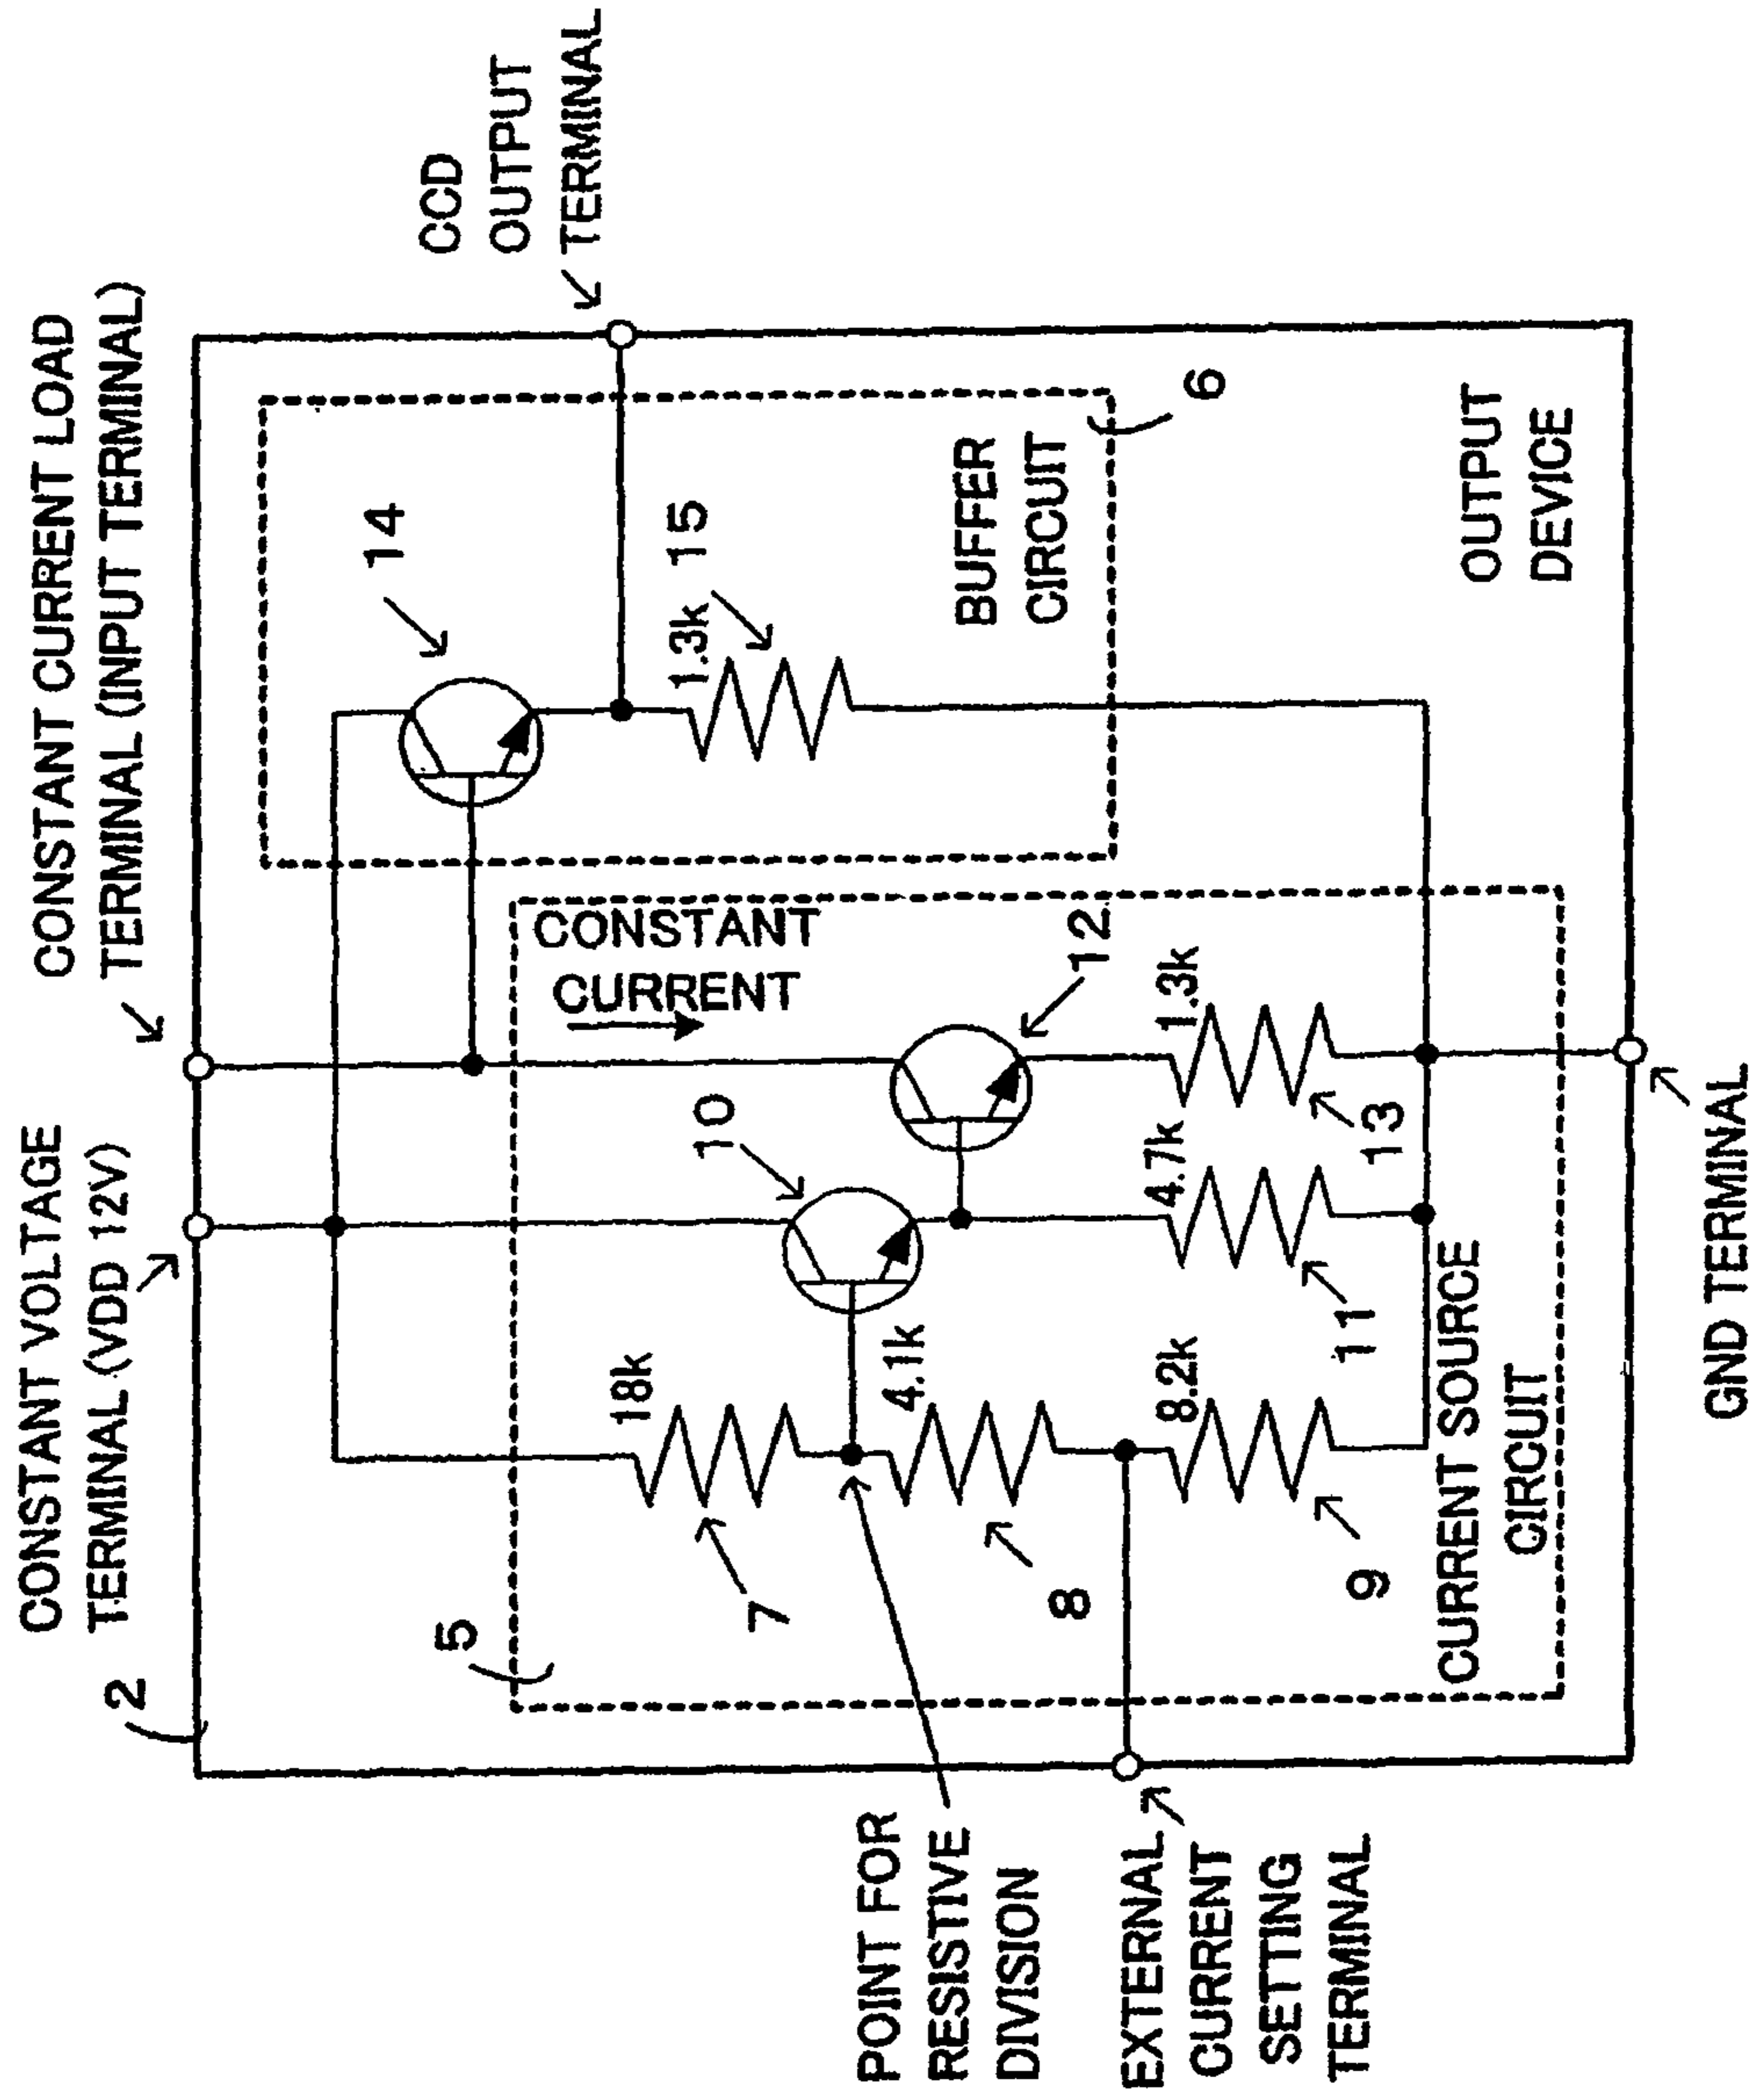 CONSTANT VOLTAGE
TERMINAL (VDD 12V)
CONSTANT CURRENT LOAD
TERMINAL (INPUT TERMINAL)
2
5
CONSTANT
CURRENT
14
CCD
OUTPUT
TERMINAL
18k
7
10
1.3k
15
POINT FOR
RESISTIVE
DIVISION
4.1k
8
12
BUFFER
CIRCUIT
6
EXTERNAL
CURRENT
SETTING
TERMINAL
8.2k
9
4.7k
11
1.3k
13
CURRENT SOURCE
CIRCUIT
OUTPUT
DEVICE
GND TERMINAL